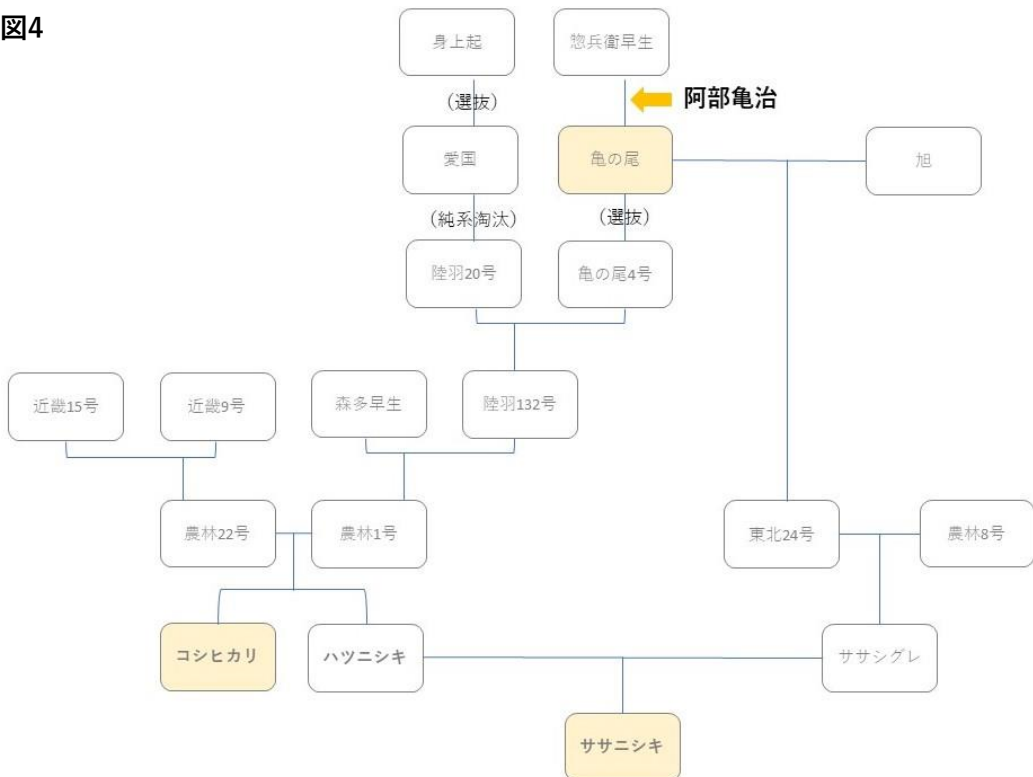 図4
身上起
惣兵衛早生
（選抜）
阿部亀治
愛国
亀の尾
旭
（純系淘汰）
（選抜）
陸羽20号
亀の尾4号
近畿15号
近畿9号
森多早生
陸羽132号
農林22号
農林1号
東北24号
農林8号
コシヒカリ
ハツニシキ
ササシグレ
ササニシキ